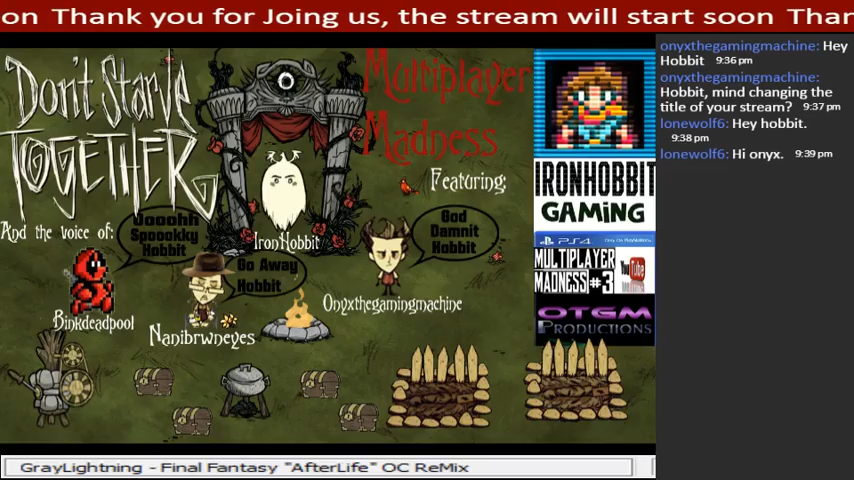 on Thank you for Joing us, the stream will start soon Than
Don't Starve
TOGETHER
Multiplayer
Madness
Featuring:
And the voice of:
Jooohh
Spoookky
Hobbit
IronHobbit
God
Damnit
Hobbit
Go Away
Hobbit
Binkdeadpool
Nanibrwneyes
Onyxthegamingmachine
IRONHOBBIT
GAMING
PS4
MULTIPLAYER
MADNESS#3
You
Tube
OTGM
PRODUCTIONS
onyxthegamingmachine: Hey
Hobbit 9:36 pm
onyxthegamingmachine:
Hobbit, mind changing the
title of your stream? 9:37 pm
lonewolf6: Hey hobbit.
9:38 pm
lonewolf6: Hi onyx. 9:39 pm
GrayLightning - Final Fantasy "AfterLife" OC ReMix